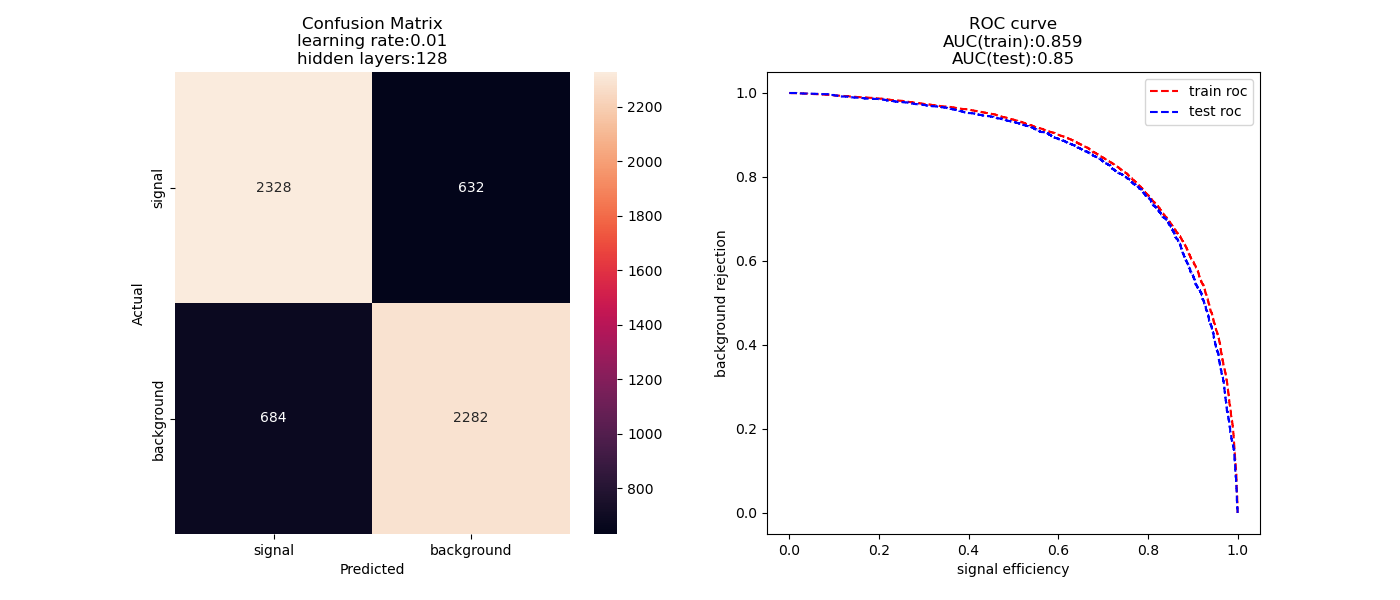 Confusion Matrix
learning rate:0.01
hidden layers:128
signal
background
Actual
2328
632
684
2282
signal
background
Predicted
2200
2000
1800
1600
1400
1200
1000
800
ROC curve
AUC(train):0.859
AUC(test):0.85
train roc
test roc
background rejection
1.0
0.8
0.6
0.4
0.2
0.0
0.0
0.2
0.4
0.6
0.8
1.0
signal efficiency